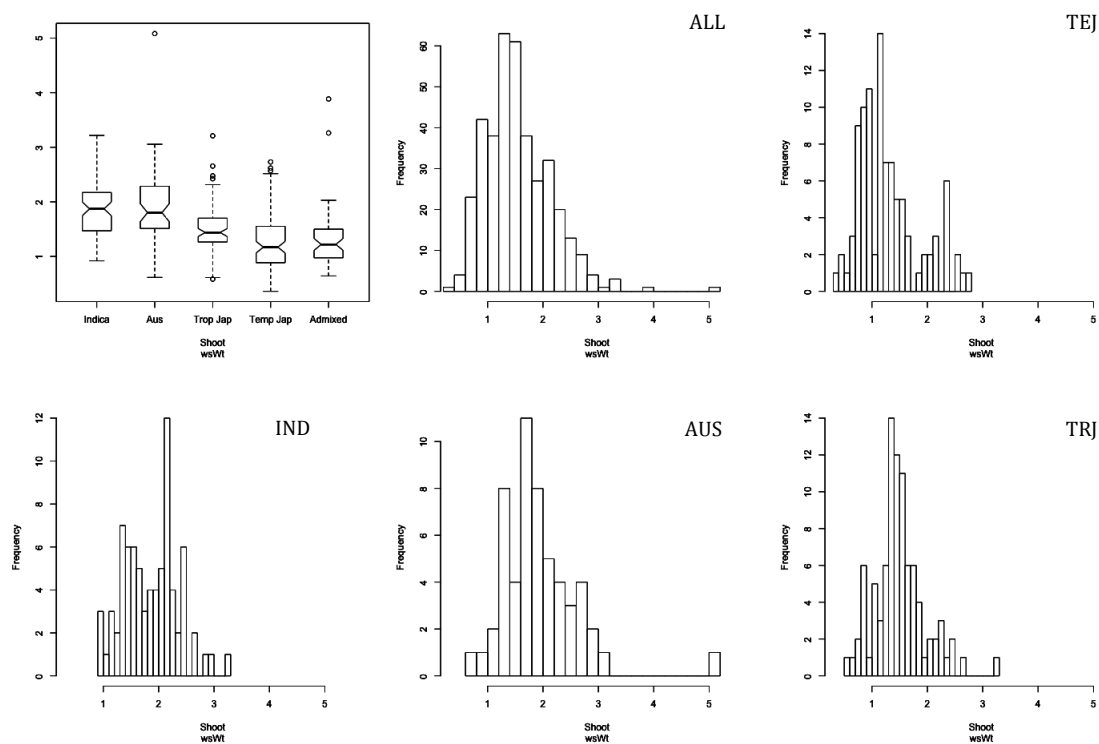 ALL
TEJ
5
4
3
2
1
Indica Aus Trop Jap Temp Jap Admixed
Shoot
wsWt
Frequency
0 10 20 30 40 50 60
1 2 3 4 5
Shoot
wsWt
Frequency
0 2 4 6 8 10 12 14
1 2 3 4 5
Shoot
wsWt
IND
AUS
TRJ
Frequency
0 2 4 6 8 10 12
1 2 3 4 5
Shoot
wsWt
Frequency
0 2 4 6 8 10
1 2 3 4 5
Shoot
wsWt
Frequency
0 2 4 6 8 10 12 14
1 2 3 4 5
Shoot
wsWt